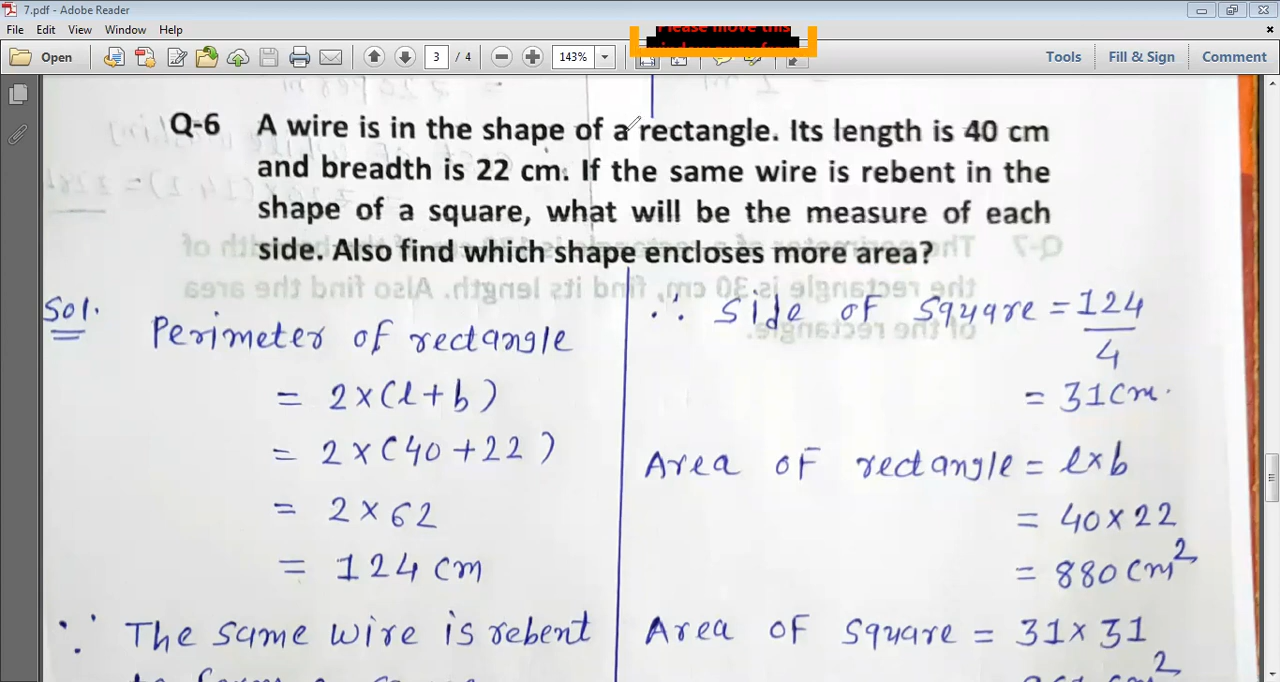 7.pdf - Adobe Reader
File Edit View Window Help
Please move this
Open 3 / 4 143% Tools Fill & Sign Comment
Q-6 A wire is in the shape of a rectangle. Its length is 40 cm
and breadth is 22 cm. If the same wire is rebent in the
shape of a square, what will be the measure of each
side. Also find which shape encloses more area?
Sol.
Perimeter of rectangle
= 2×(l+b)
= 2×(40+22)
= 2×62
= 124 cm
∵ The same wire is rebent
∴ Side of square = 124
4
= 31 cm.
Area of rectangle = l×b
= 40×22
= 880 cm²
Area of square = 31×31